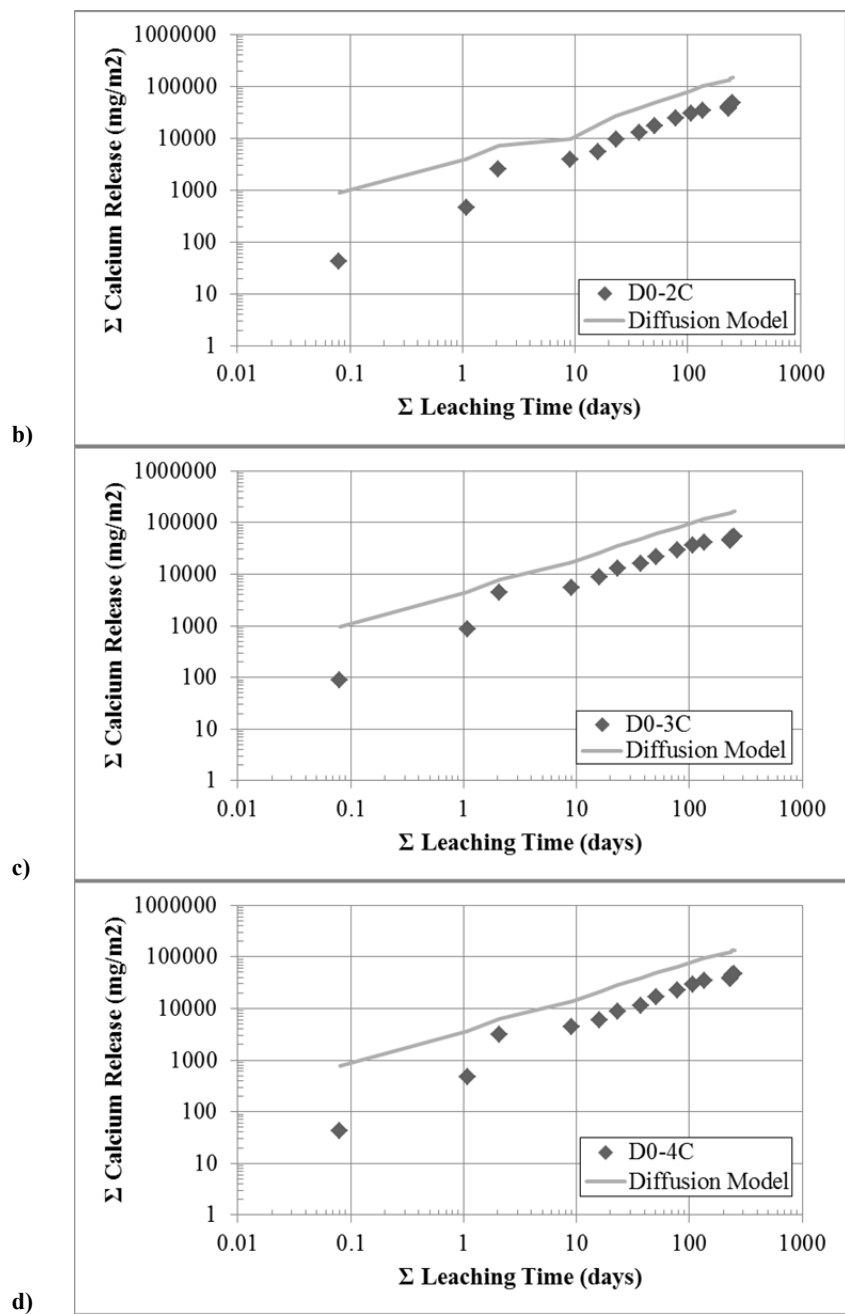 1000000
100000
10000
1000
100
10
1
Σ Calcium Release (mg/m2)
D0-2C
Diffusion Model
0.01 0.1 1 10 100 1000
Σ Leaching Time (days)
b)
1000000
100000
10000
1000
100
10
1
Σ Calcium Release (mg/m2)
D0-3C
Diffusion Model
0.01 0.1 1 10 100 1000
Σ Leaching Time (days)
c)
1000000
100000
10000
1000
100
10
1
Σ Calcium Release (mg/m2)
D0-4C
Diffusion Model
0.01 0.1 1 10 100 1000
Σ Leaching Time (days)
d)